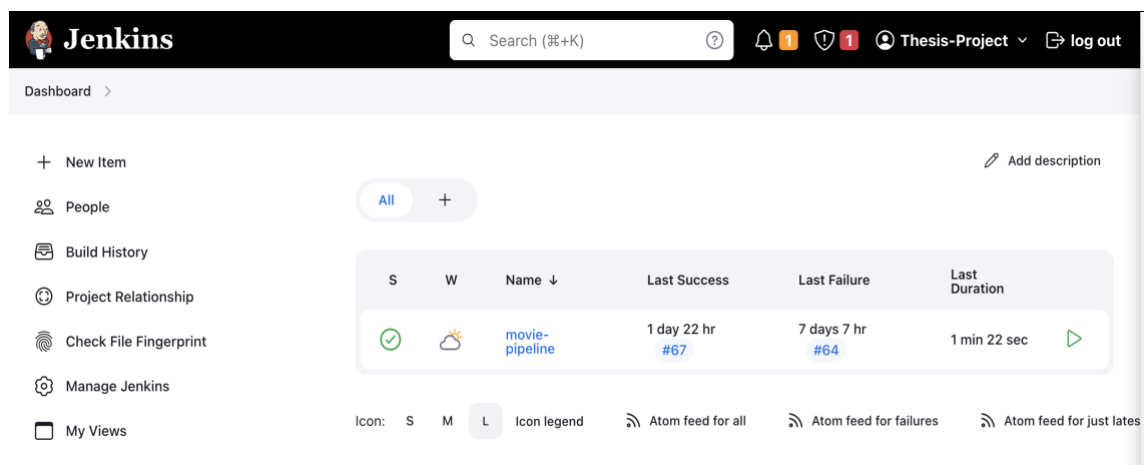 Jenkins
Search (⌘+K)
1
1
Thesis-Project
log out
Dashboard
New Item
People
Build History
Project Relationship
Check File Fingerprint
Manage Jenkins
My Views
Add description
All +
S W Name ↓ Last Success Last Failure Last
Duration
movie-
pipeline
1 day 22 hr
#67
7 days 7 hr
#64
1 min 22 sec
Icon: S M L Icon legend Atom feed for all Atom feed for failures Atom feed for just lates